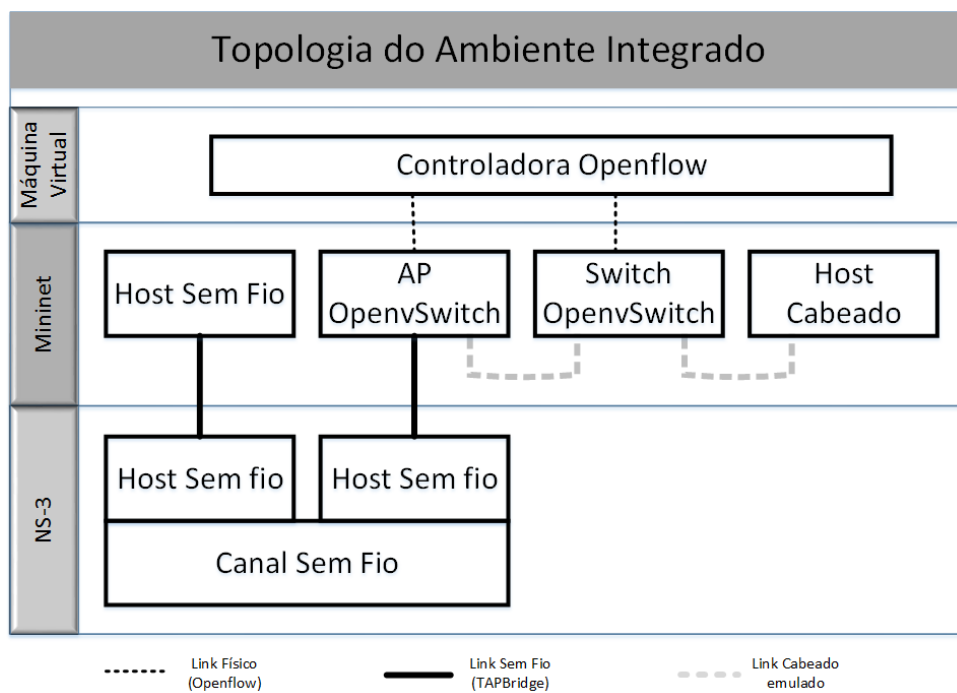 Topologia do Ambiente Integrado
Máquina
Virtual
Controladora Openflow
Mininet
Host Sem Fio
AP
OpenvSwitch
Switch
OpenvSwitch
Host
Cabeado
NS-3
Host Sem fio
Host Sem fio
Canal Sem Fio
Link Físico
(Openflow)
Link Sem Fio
(TAPBridge)
Link Cabeado
emulado